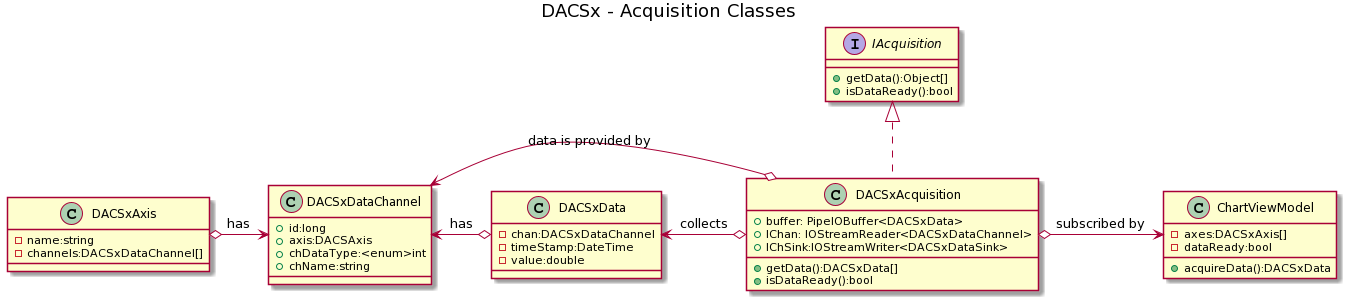 DACSx - Acquisition Classes
I IAcquisition
getData():Object[]
isDataReady():bool
data is provided by
C DACSxAxis
name:string
channels:DACSxDataChannel[]
has
C DACSxDataChannel
id:long
axis:DACSAxis
chDataType:<enum>int
chName:string
has
C DACSxData
chan:DACSxDataChannel
timeStamp:DateTime
value:double
collects
C DACSxAcquisition
buffer: PipeIOBuffer<DACSxData>
IChan: IOStreamReader<DACSxDataChannel>
IChSink:IOStreamWriter<DACSxDataSink>
getData():DACSxData[]
isDataReady():bool
subscribed by
C ChartViewModel
axes:DACSxAxis[]
dataReady:bool
acquireData():DACSxData